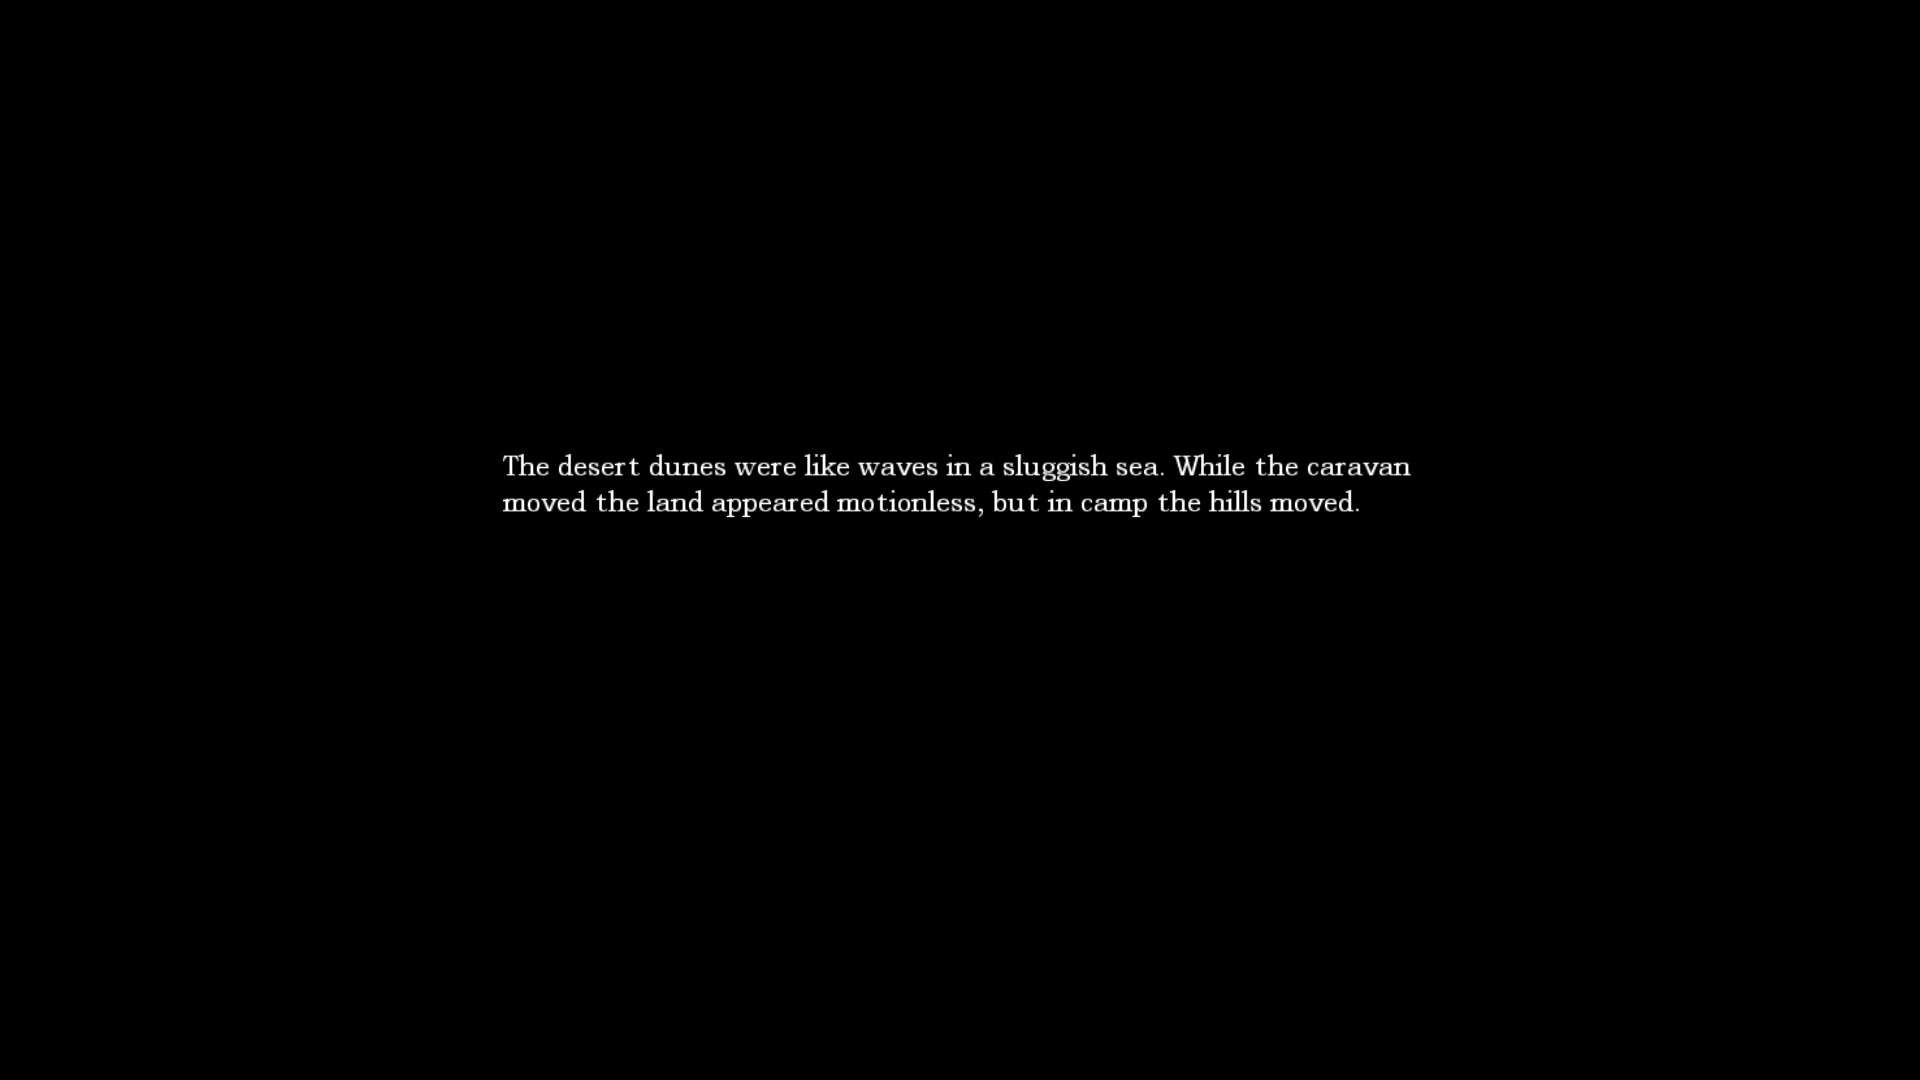 The desert dunes were like waves in a sluggish sea. While the caravan
moved the land appeared motionless, but in camp the hills moved.